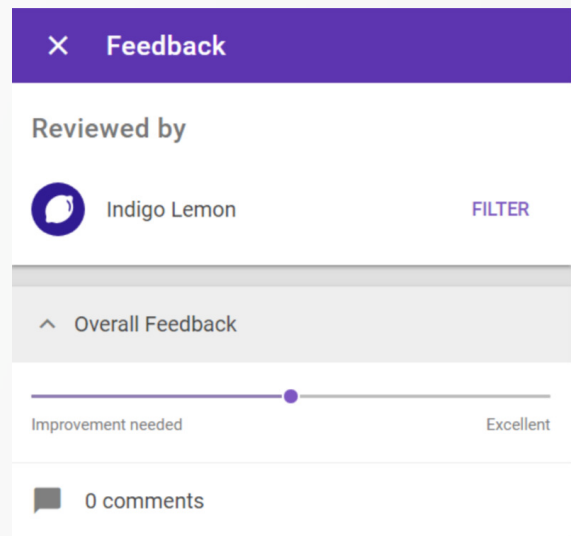 Feedback
Reviewed by
Indigo Lemon FILTER
Overall Feedback
Improvement needed Excellent
0 comments